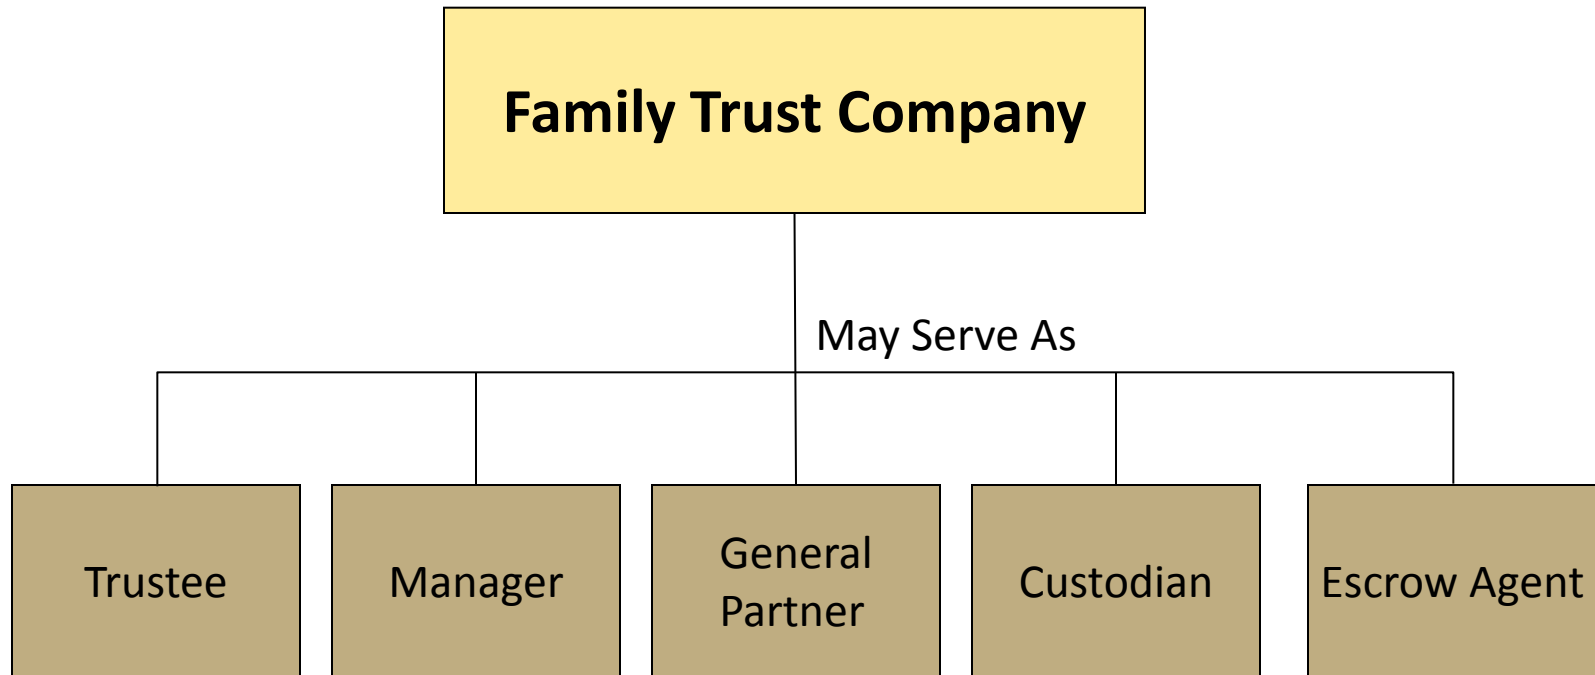 Family Trust Company
May Serve As
Trustee
Manager
General
Partner
Custodian
Escrow Agent